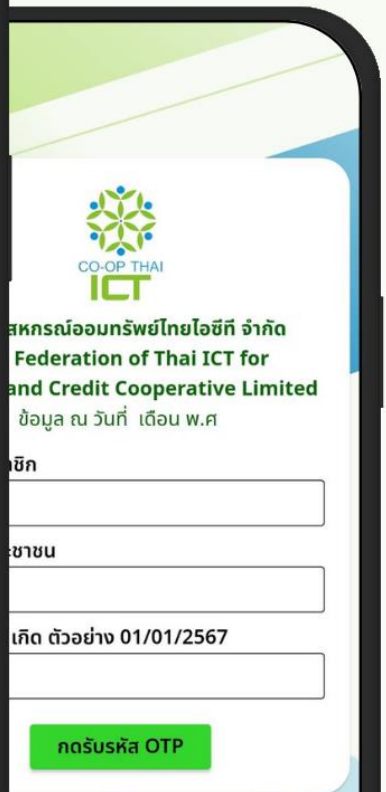 CO-OP THAI
ICT
สหกรณ์ออมทรัพย์ไทยไอซีที จำกัด
Federation of Thai ICT for
and Credit Cooperative Limited
ข้อมูล ณ วันที่ เดือน พ.ศ
ชิก
ะชาชน
เกิด ตัวอย่าง 01/01/2567
กดรับรหัส OTP